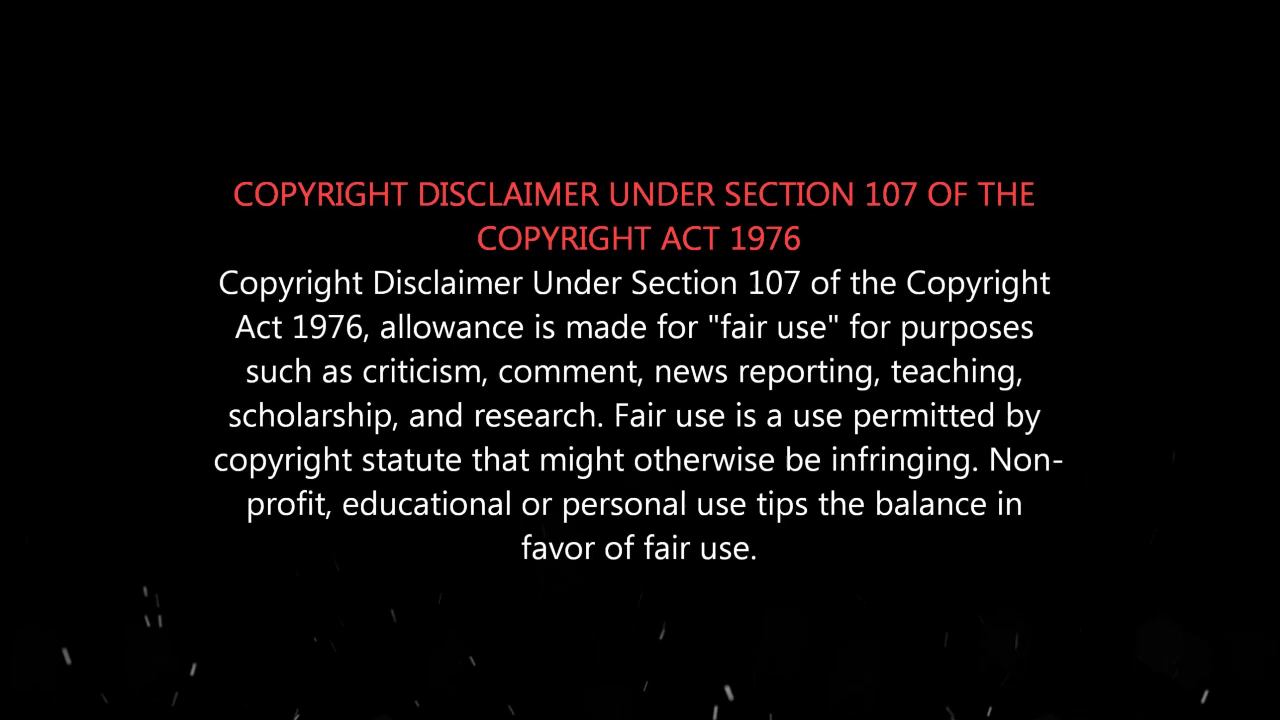 COPYRIGHT DISCLAIMER UNDER SECTION 107 OF THE
COPYRIGHT ACT 1976
Copyright Disclaimer Under Section 107 of the Copyright
Act 1976, allowance is made for "fair use" for purposes
such as criticism, comment, news reporting, teaching,
scholarship, and research. Fair use is a use permitted by
copyright statute that might otherwise be infringing. Non-
profit, educational or personal use tips the balance in
favor of fair use.